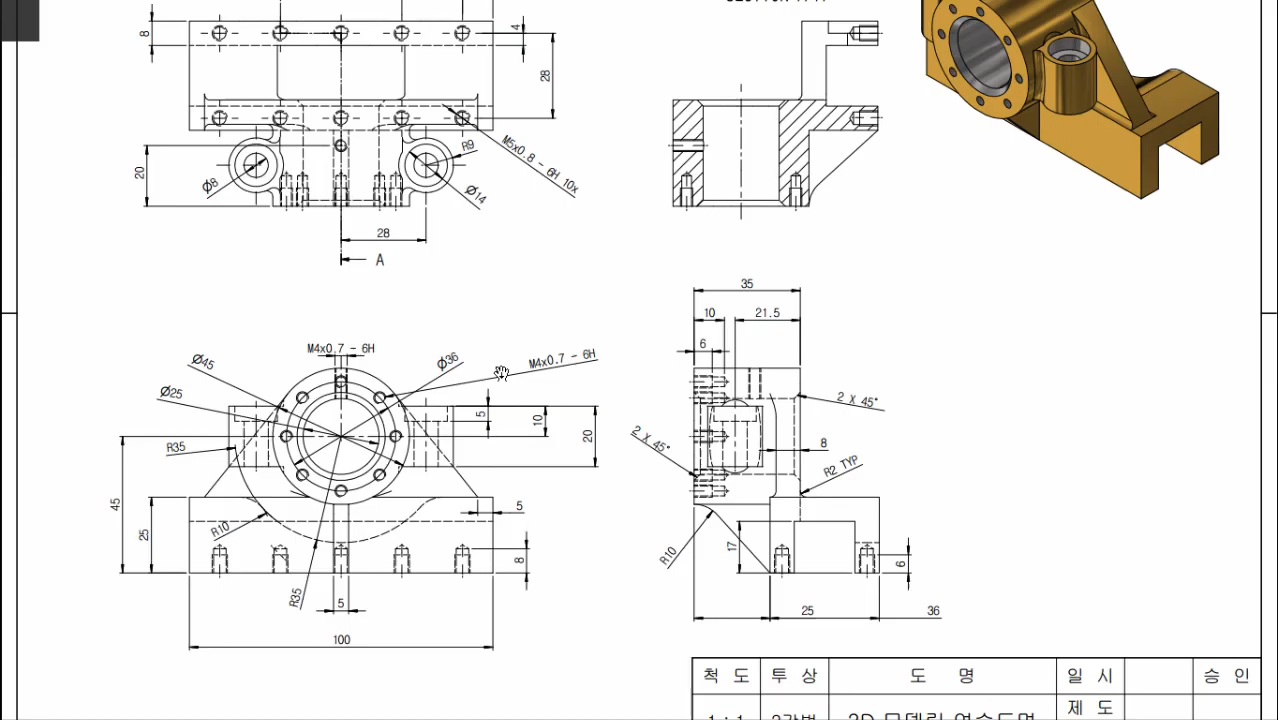 8
4
28
20
Ø8
R9
Ø14
M5x0.8 - 6H 10x
28
A
35
10
21.5
6
M4x0.7 - 6H
Ø45
Ø36
M4x0.7 - 6H
Ø25
2 X 45°
5
10
20
R35
2 X 45°
8
R2 TYP
45
25
R10
5
8
R35
5
R10
17
6
100
25
36
척 도
투 상
도 명
일 시
승 인
제 도
1 : 1